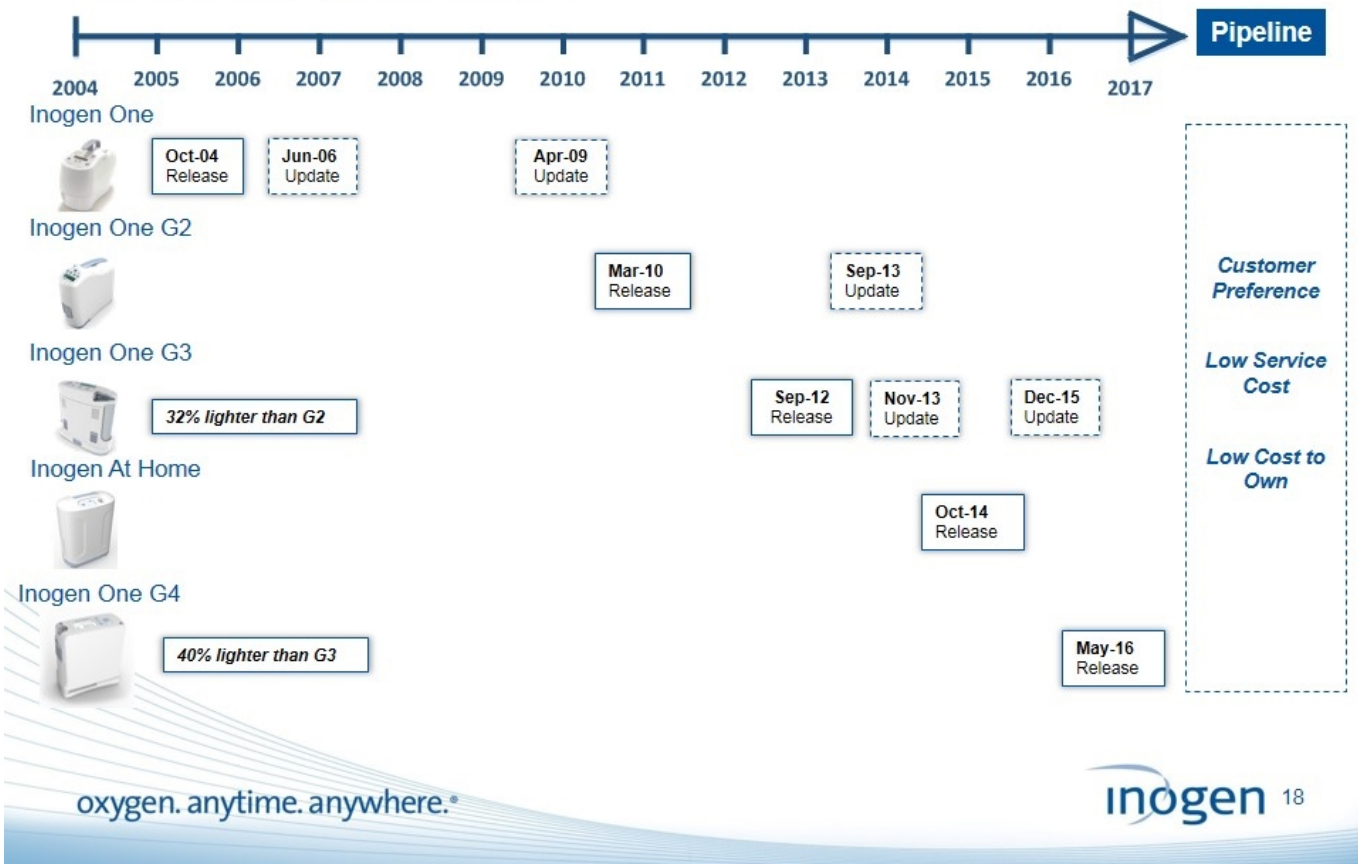 Pipeline
2004 2005 2006 2007 2008 2009 2010 2011 2012 2013 2014 2015 2016 2017
Inogen One
Oct-04
Release
Jun-06
Update
Apr-09
Update
Inogen One G2
Mar-10
Release
Sep-13
Update
Inogen One G3
32% lighter than G2
Sep-12
Release
Nov-13
Update
Dec-15
Update
Inogen At Home
Oct-14
Release
Inogen One G4
40% lighter than G3
May-16
Release
Customer
Preference
Low Service
Cost
Low Cost to
Own
oxygen. anytime. anywhere.®
inogen 18